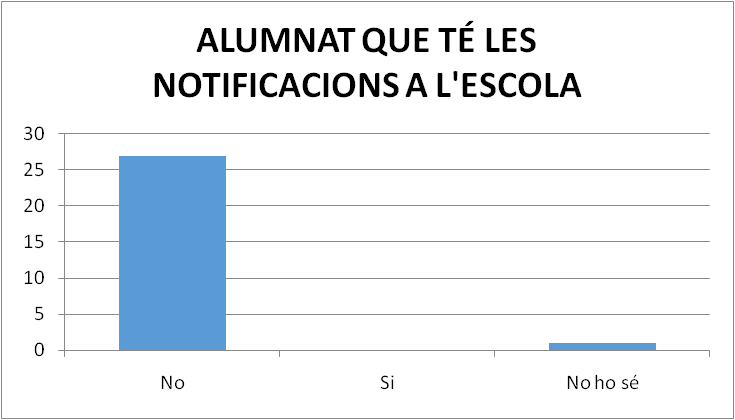 ALUMNAT QUE TÉ LES
NOTIFICACIONS A L'ESCOLA
30
25
20
15
10
5
0
No
Si
No ho sé